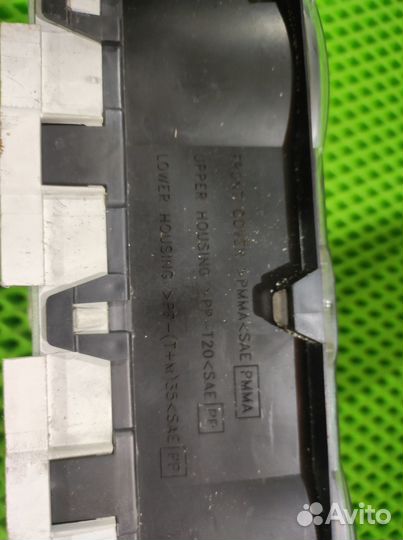 FRONT COVER >PMMA< SAE PMMA
UPPER HOUSING >PP-T20< SAE PP
LOWER HOUSING >PP-(T+M)35< SAE PP
Avito